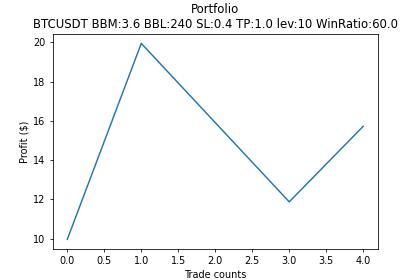 Portfolio
BTCUSDT BBM:3.6 BBL:240 SL:0.4 TP:1.0 lev:10 WinRatio:60.0
20
18
16
14
12
10
Profit ($)
0.0 0.5 1.0 1.5 2.0 2.5 3.0 3.5 4.0
Trade counts